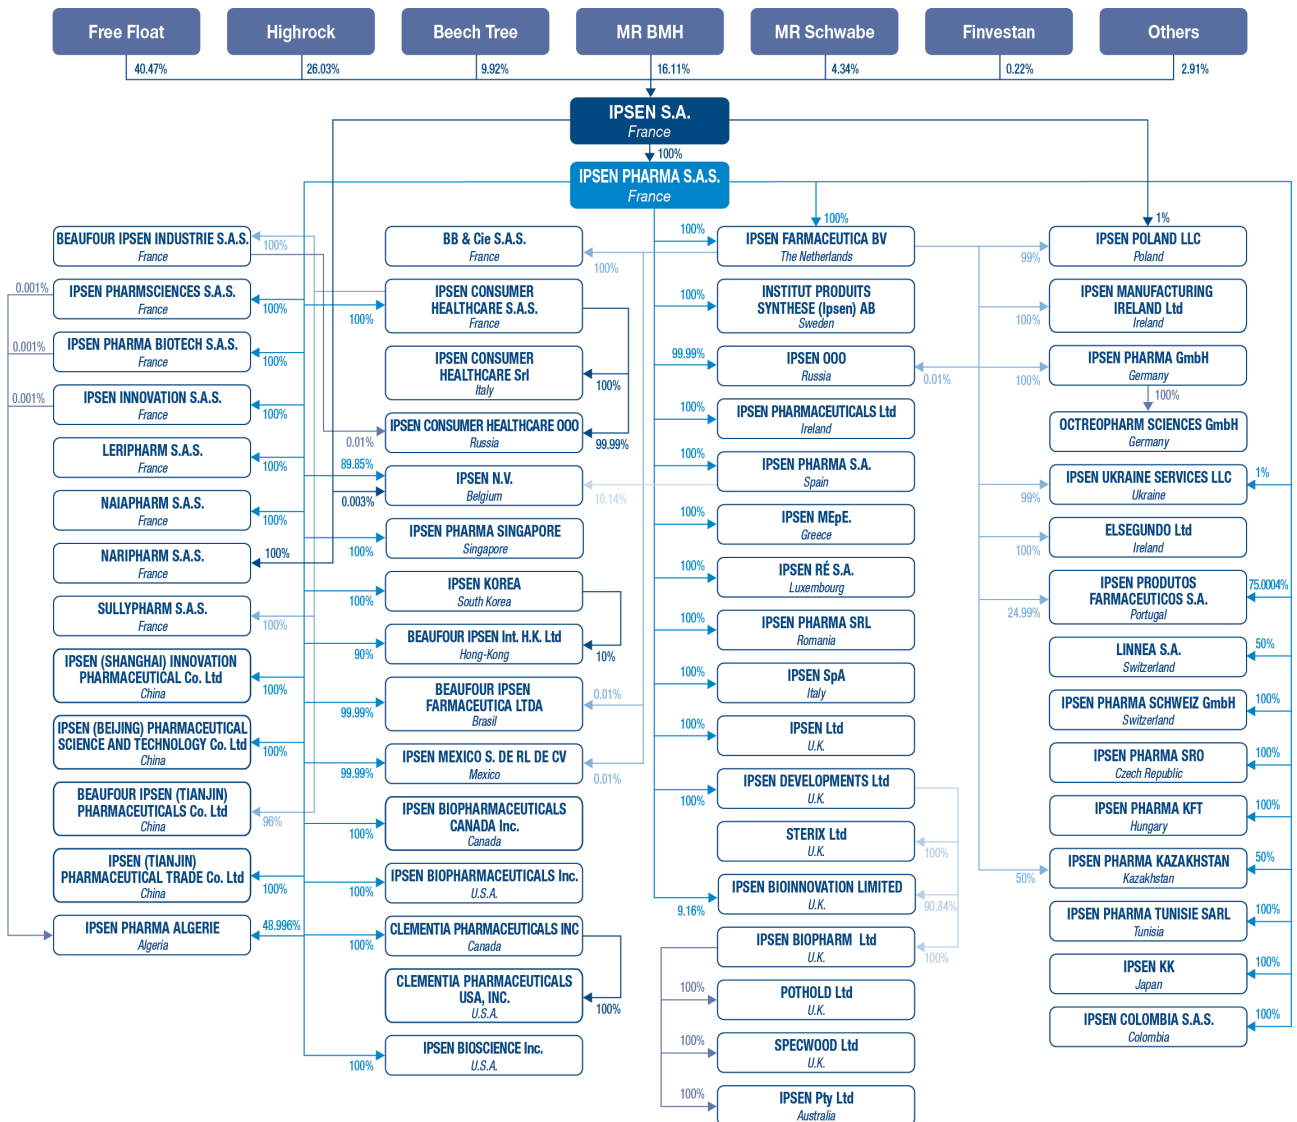 Free Float
Highrock
Beech Tree
MR BMH
MR Schwabe
Finvestan
Others
40.47%
26.03%
9.92%
16.11%
4.34%
0.22%
2.91%
IPSEN S.A.
France
100%
IPSEN PHARMA S.A.S.
France
BEAUFOUR IPSEN INDUSTRIE S.A.S.
France
100%
0.001%
IPSEN PHARMSCIENCES S.A.S.
France
100%
0.001%
IPSEN PHARMA BIOTECH S.A.S.
France
100%
0.001%
IPSEN INNOVATION S.A.S.
France
100%
LERIPHARM S.A.S.
France
100%
NAIAPHARM S.A.S.
France
100%
NARIPHARM S.A.S.
France
100%
SULLYPHARM S.A.S.
France
100%
IPSEN (SHANGHAI) INNOVATION
PHARMACEUTICAL Co. Ltd
China
100%
IPSEN (BEIJING) PHARMACEUTICAL
SCIENCE AND TECHNOLOGY Co. Ltd
China
100%
BEAUFOUR IPSEN (TIANJIN)
PHARMACEUTICALS Co. Ltd
China
96%
IPSEN (TIANJIN)
PHARMACEUTICAL TRADE Co. Ltd
China
100%
IPSEN PHARMA ALGERIE
Algeria
48.996%
BB & Cie S.A.S.
France
100%
IPSEN CONSUMER
HEALTHCARE S.A.S.
France
100%
IPSEN CONSUMER
HEALTHCARE Srl
Italy
100%
IPSEN CONSUMER HEALTHCARE OOO
Russia
0.01%
99.99%
89.85%
IPSEN N.V.
Belgium
0.003%
10.14%
IPSEN PHARMA SINGAPORE
Singapore
100%
IPSEN KOREA
South Korea
100%
BEAUFOUR IPSEN Int. H.K. Ltd
Hong-Kong
90%
10%
BEAUFOUR IPSEN
FARMACEUTICA LTDA
Brasil
99.99%
0.01%
IPSEN MEXICO S. DE RL DE CV
Mexico
99.99%
0.01%
IPSEN BIOPHARMACEUTICALS
CANADA Inc.
Canada
100%
IPSEN BIOPHARMACEUTICALS Inc.
U.S.A.
100%
CLEMENTIA PHARMACEUTICALS INC
Canada
100%
CLEMENTIA PHARMACEUTICALS
USA, INC.
U.S.A.
100%
IPSEN BIOSCIENCE Inc.
U.S.A.
100%
100%
100%
IPSEN FARMACEUTICA BV
The Netherlands
100%
INSTITUT PRODUITS
SYNTHESE (Ipsen) AB
Sweden
99.99%
IPSEN OOO
Russia
0.01%
100%
IPSEN PHARMACEUTICALS Ltd
Ireland
100%
IPSEN PHARMA S.A.
Spain
100%
IPSEN MEpE.
Greece
100%
IPSEN RÉ S.A.
Luxembourg
100%
IPSEN PHARMA SRL
Romania
100%
IPSEN SpA
Italy
100%
IPSEN Ltd
U.K.
100%
IPSEN DEVELOPMENTS Ltd
U.K.
STERIX Ltd
U.K.
100%
9.16%
IPSEN BIOINNOVATION LIMITED
U.K.
90.84%
IPSEN BIOPHARM Ltd
U.K.
100%
100%
POTHOLD Ltd
U.K.
100%
SPECWOOD Ltd
U.K.
100%
IPSEN Pty Ltd
Australia
1%
IPSEN POLAND LLC
Poland
99%
IPSEN MANUFACTURING
IRELAND Ltd
Ireland
100%
IPSEN PHARMA GmbH
Germany
100%
100%
OCTREOPHARM SCIENCES GmbH
Germany
IPSEN UKRAINE SERVICES LLC
Ukraine
99%
1%
ELSEGUNDO Ltd
Ireland
100%
IPSEN PRODUTOS
FARMACEUTICOS S.A.
Portugal
24.99%
75.0004%
LINNEA S.A.
Switzerland
50%
IPSEN PHARMA SCHWEIZ GmbH
Switzerland
100%
IPSEN PHARMA SRO
Czech Republic
100%
IPSEN PHARMA KFT
Hungary
100%
IPSEN PHARMA KAZAKHSTAN
Kazakhstan
50%
50%
IPSEN PHARMA TUNISIE SARL
Tunisia
100%
IPSEN KK
Japan
100%
IPSEN COLOMBIA S.A.S.
Colombia
100%